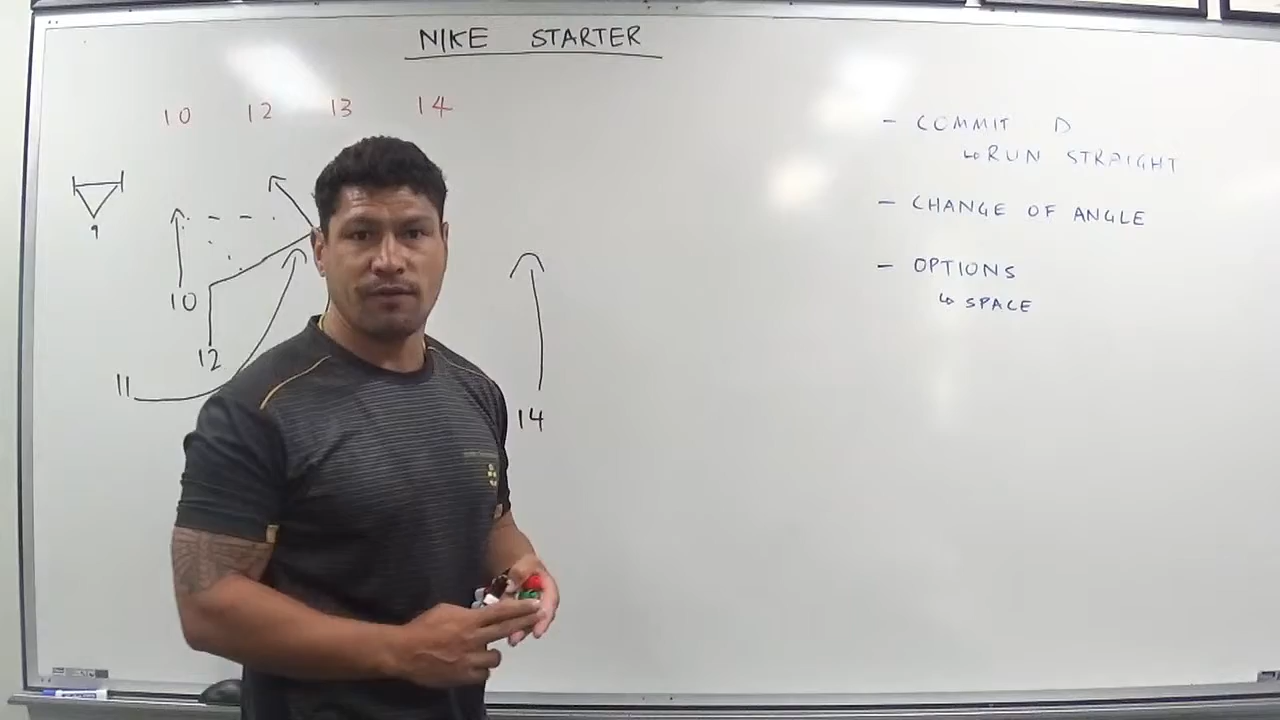 NIKE STARTER
10 12 13 14
9
10
12
11
14
- COMMIT D
↳ RUN STRAIGHT
- CHANGE OF ANGLE
- OPTIONS
↳ SPACE